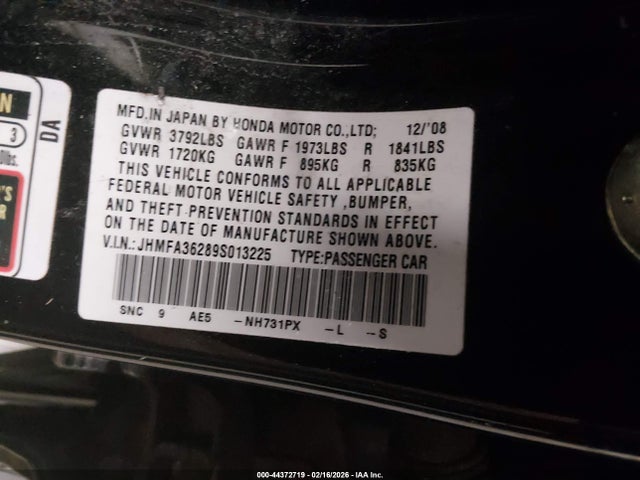 N
3
0lbs.
'S
R
DA
MFD.IN JAPAN BY HONDA MOTOR CO.,LTD; 12/'08
GVWR 3792LBS GAWR F 1973LBS R 1841LBS
GVWR 1720KG GAWR F 895KG R 835KG
THIS VEHICLE CONFORMS TO ALL APPLICABLE
FEDERAL MOTOR VEHICLE SAFETY ,BUMPER,
AND THEFT PREVENTION STANDARDS IN EFFECT
ON THE DATE OF MANUFACTURE SHOWN ABOVE.
V.I.N.:JHMFA36289S013225 TYPE:PASSENGER CAR
SNC 9 AE5 -NH731PX -L -S
000-44372719 - 02/16/2026 - IAA Inc.